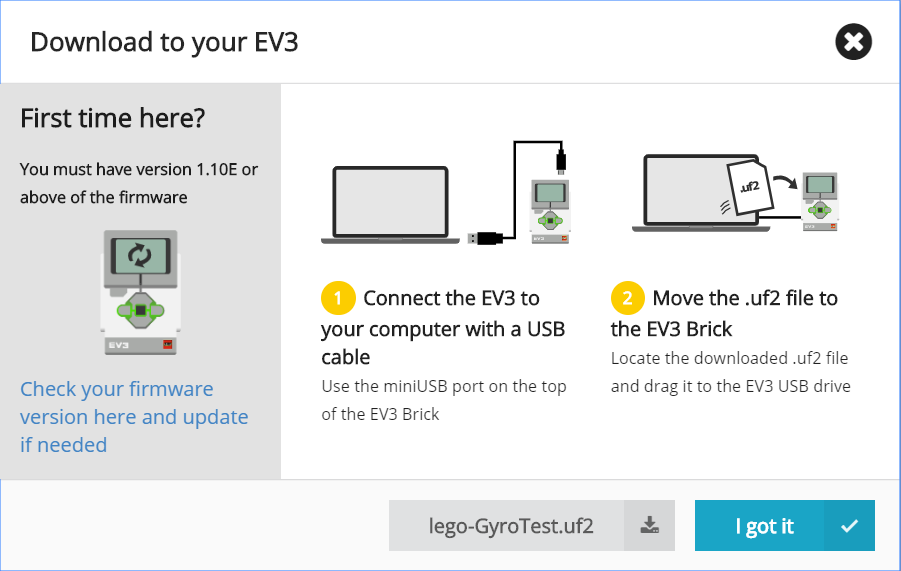 Download to your EV3
First time here?
You must have version 1.10E or
above of the firmware
EV3
Check your firmware
version here and update
if needed
EV3
1 Connect the EV3 to
your computer with a USB
cable
Use the miniUSB port on the top
of the EV3 Brick
.uf2
EV3
2 Move the .uf2 file to
the EV3 Brick
Locate the downloaded .uf2 file
and drag it to the EV3 USB drive
lego-GyroTest.uf2
I got it